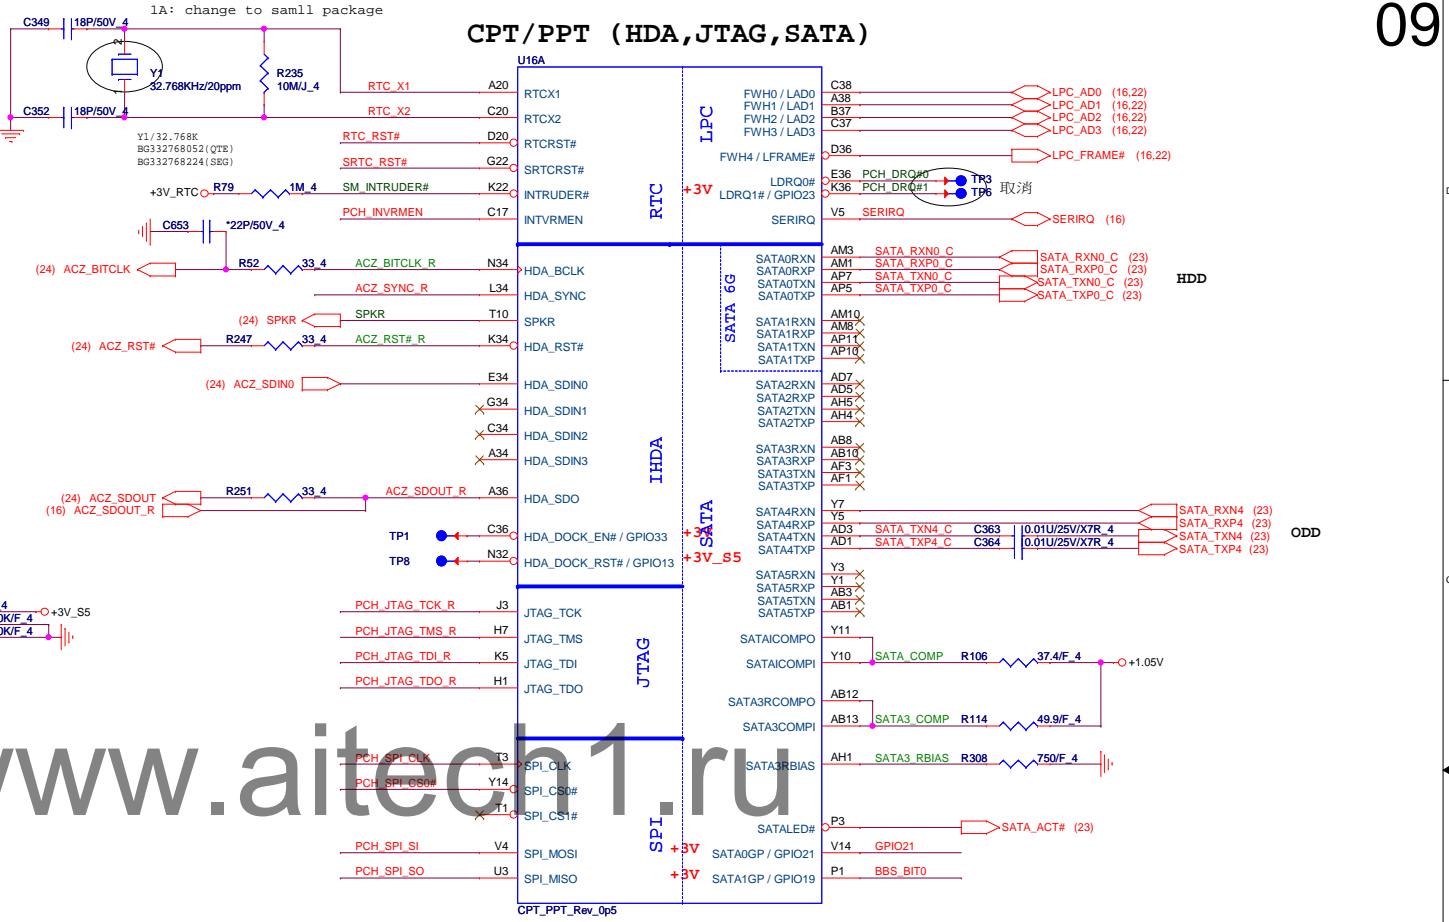 1A: change to samll package
CPT/PPT (HDA,JTAG,SATA)
09
C349 18P/50V_4
2
Y1
32.768KHz/20ppm
1
R235
10M/J_4
C352 18P/50V_4
Y1/32.768K
BG332768052(QTE)
BG332768224(SEG)
U16A
RTC_X1 A20 RTCX1
RTC_X2 C20 RTCX2
RTC_RST# D20 RTCRST#
SRTC_RST# G22 SRTCRST#
+3V_RTC R79 1M_4 SM_INTRUDER# K22 INTRUDER#
PCH_INVRMEN C17 INTVRMEN
C653 *22P/50V_4
(24) ACZ_BITCLK R52 33_4 ACZ_BITCLK_R N34 HDA_BCLK
ACZ_SYNC_R L34 HDA_SYNC
(24) SPKR SPKR T10 SPKR
(24) ACZ_RST# R247 33_4 ACZ_RST#_R K34 HDA_RST#
(24) ACZ_SDIN0 E34 HDA_SDIN0
G34 HDA_SDIN1
C34 HDA_SDIN2
A34 HDA_SDIN3
(24) ACZ_SDOUT R251 33_4 ACZ_SDOUT_R A36 HDA_SDO
(16) ACZ_SDOUT_R
TP1 C36 HDA_DOCK_EN# / GPIO33
TP8 N32 HDA_DOCK_RST# / GPIO13
_4
+3V_S5
0K/F_4
0K/F_4
PCH_JTAG_TCK_R J3 JTAG_TCK
PCH_JTAG_TMS_R H7 JTAG_TMS
PCH_JTAG_TDI_R K5 JTAG_TDI
PCH_JTAG_TDO_R H1 JTAG_TDO
PCH_SPI_CLK T3 SPI_CLK
PCH_SPI_CS0# Y14 SPI_CS0#
T1 SPI_CS1#
PCH_SPI_SI V4 SPI_MOSI
PCH_SPI_SO U3 SPI_MISO
RTC
LPC
+3V
IHDA
SATA 6G
SATA
+3V
+3V_S5
JTAG
SPI
+3V
+3V
FWH0 / LAD0 C38 LPC_AD0 (16,22)
FWH1 / LAD1 A38 LPC_AD1 (16,22)
FWH2 / LAD2 B37 LPC_AD2 (16,22)
FWH3 / LAD3 C37 LPC_AD3 (16,22)
FWH4 / LFRAME# D36 LPC_FRAME# (16,22)
LDRQ0# E36 PCH_DRQ#0 TP3
LDRQ1# / GPIO23 K36 PCH_DRQ#1 TP6
取消
SERIRQ V5 SERIRQ SERIRQ (16)
SATA0RXN AM3 SATA_RXN0_C SATA_RXN0_C (23)
SATA0RXP AM1 SATA_RXP0_C SATA_RXP0_C (23)
SATA0TXN AP7 SATA_TXN0_C SATA_TXN0_C (23)
SATA0TXP AP5 SATA_TXP0_C SATA_TXP0_C (23)
HDD
SATA1RXN AM10
SATA1RXP AM8
SATA1TXN AP11
SATA1TXP AP10
SATA2RXN AD7
SATA2RXP AD5
SATA2TXN AH5
SATA2TXP AH4
SATA3RXN AB8
SATA3RXP AB10
SATA3TXN AF3
SATA3TXP AF1
SATA4RXN Y7 SATA_RXN4 (23)
SATA4RXP Y5 SATA_RXP4 (23)
SATA4TXN AD3 SATA_TXN4_C C363 0.01U/25V/X7R_4 SATA_TXN4 (23)
SATA4TXP AD1 SATA_TXP4_C C364 0.01U/25V/X7R_4 SATA_TXP4 (23)
ODD
SATA5RXN Y3
SATA5RXP Y1
SATA5TXN AB3
SATA5TXP AB1
SATAICOMPO Y11
SATAICOMPI Y10 SATA_COMP R106 37.4/F_4 +1.05V
SATA3RCOMPO AB12
SATA3COMPI AB13 SATA3_COMP R114 49.9/F_4
SATA3RBIAS AH1 SATA3_RBIAS R308 750/F_4
SATALED# P3 SATA_ACT# (23)
SATA0GP / GPIO21 V14 GPIO21
SATA1GP / GPIO19 P1 BBS_BIT0
CPT_PPT_Rev_0p5
www.aitech1.ru